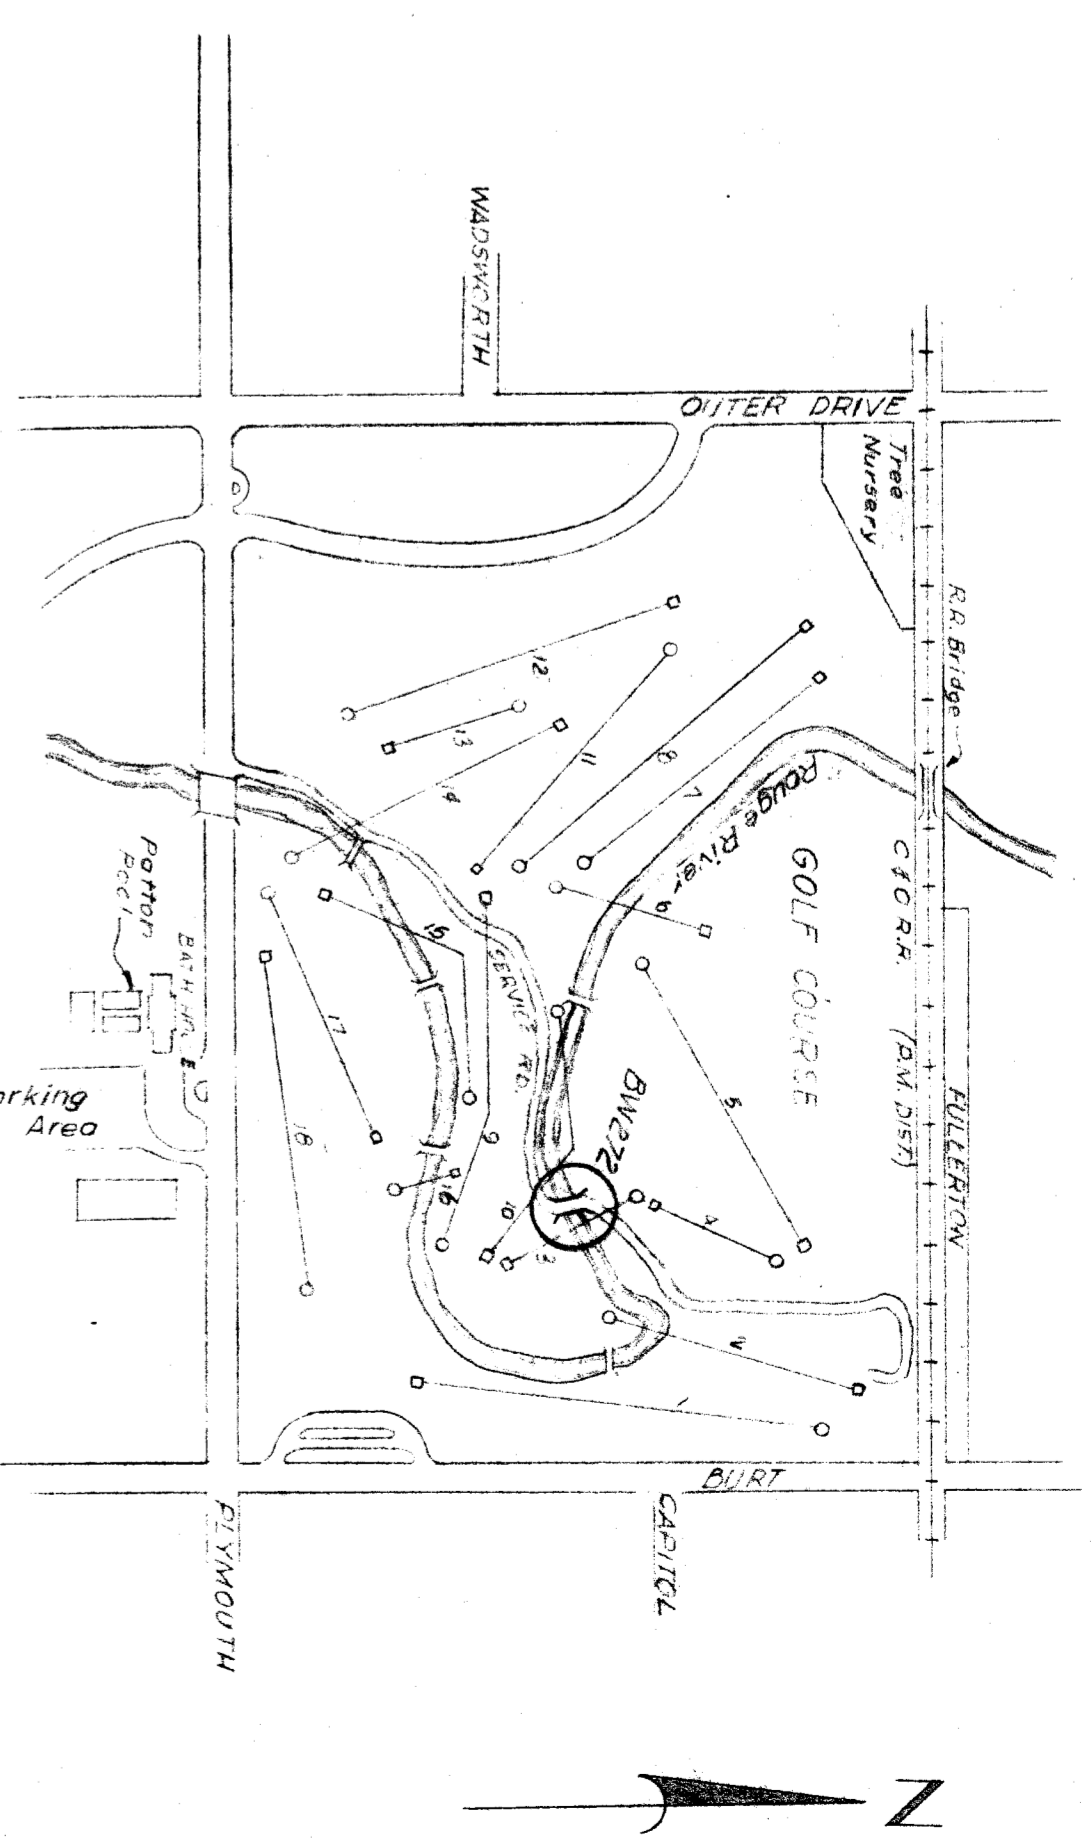 WADSWORTH
OUTER DRIVE
Tree
Nursery
R.R. Bridge
12
13
14
11
8
7
Rouge River
6
GOLF COURSE
C & O R.R. (P.M. DIST.)
FULLERTON
Patton
Pool
BATH HOUSE
15
SERVICE RD.
17
18
9
BW272
5
16
10
3
4
2
1
arking
Area
BURT
PLYMOUTH
CAPITOL
N